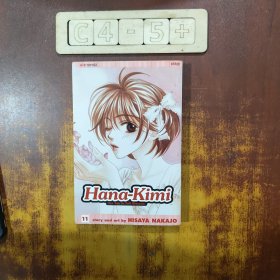 C4-5+
Hana-Kimi
11 story and art by HISAYA NAKAJO